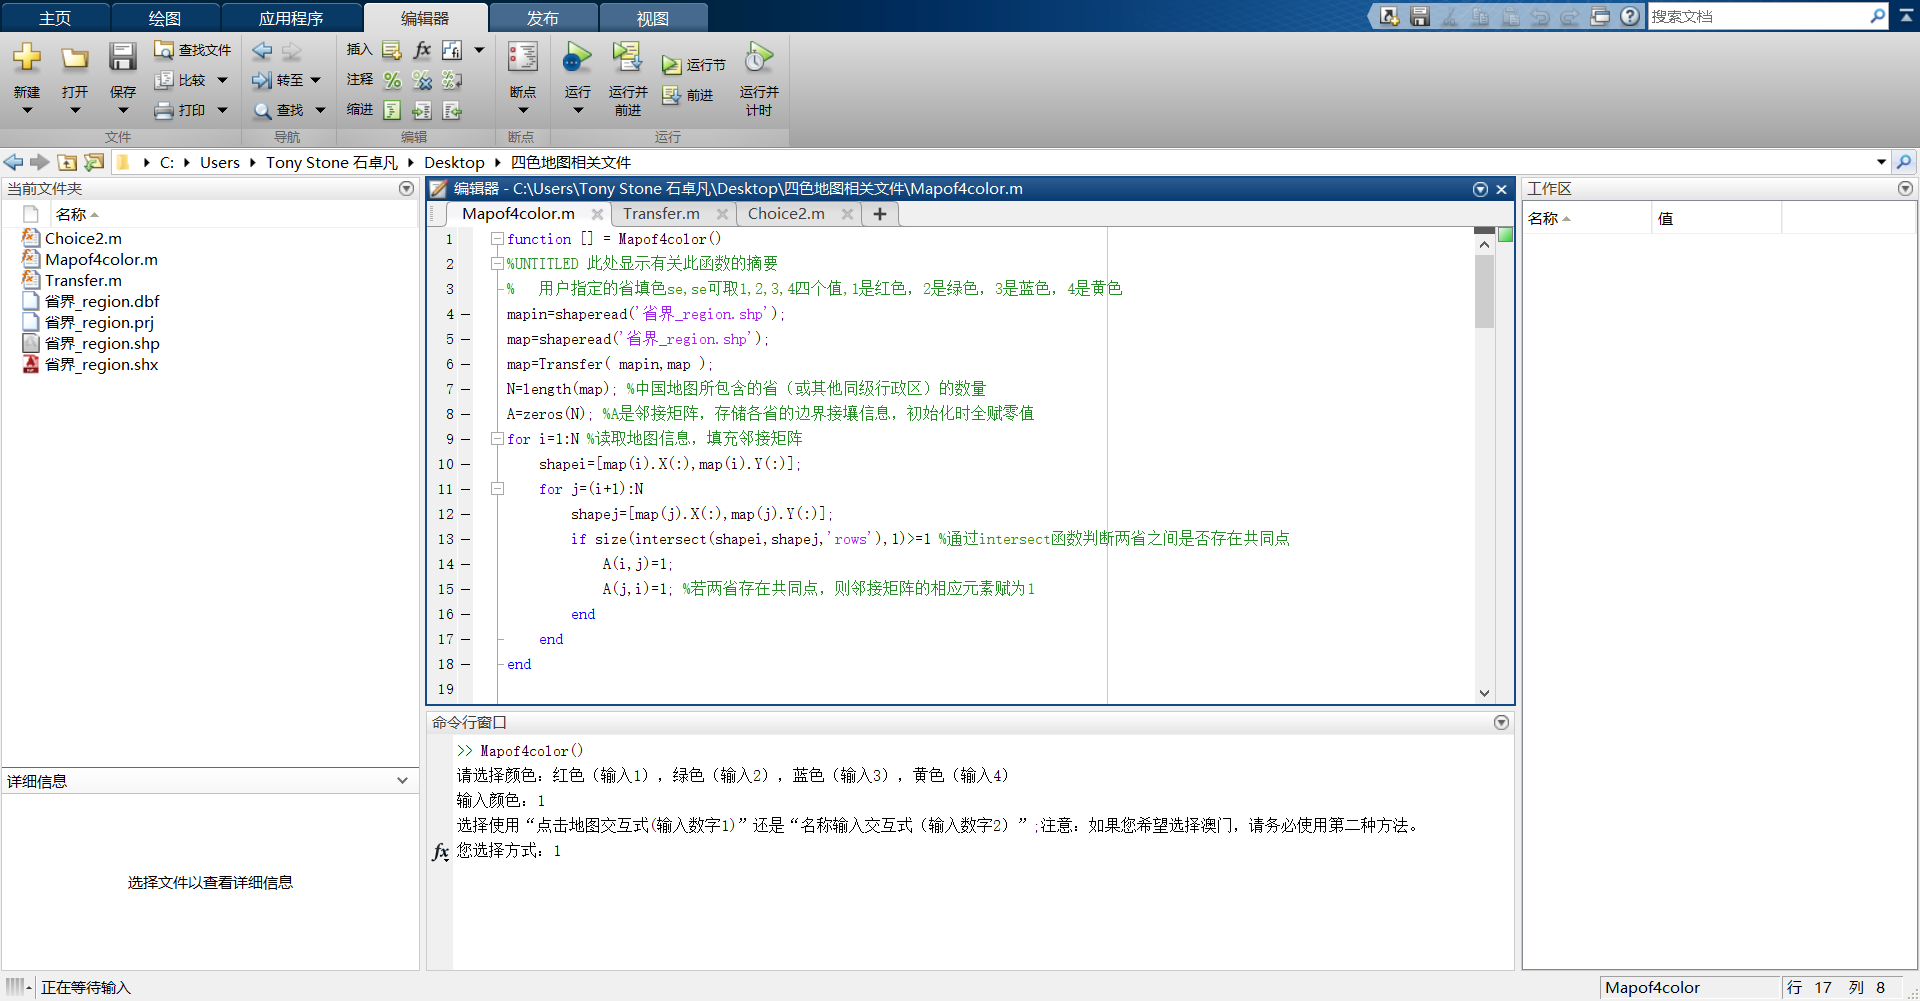 主页 绘图 应用程序 编辑器 发布 视图 搜索文档
新建 打开 保存 查找文件 比较 打印 转至 查找 插入 fx fi 注释 缩进 断点 运行 运行并前进 运行节 前进 运行并计时
文件 导航 编辑 断点 运行
C: Users Tony Stone 石卓凡 Desktop 四色地图相关文件
当前文件夹
名称
Choice2.m
Mapof4color.m
Transfer.m
省界_region.dbf
省界_region.prj
省界_region.shp
省界_region.shx
详细信息
选择文件以查看详细信息
编辑器 - C:\Users\Tony Stone 石卓凡\Desktop\四色地图相关文件\Mapof4color.m
Mapof4color.m Transfer.m Choice2.m
1 function [] = Mapof4color()
2 %UNTITLED 此处显示有关此函数的摘要
3 % 用户指定的省填色se,se可取1,2,3,4四个值,1是红色，2是绿色，3是蓝色，4是黄色
4 mapin=shaperead('省界_region.shp');
5 map=shaperead('省界_region.shp');
6 map=Transfer( mapin,map );
7 N=length(map); %中国地图所包含的省（或其他同级行政区）的数量
8 A=zeros(N); %A是邻接矩阵，存储各省的边界接壤信息，初始化时全赋零值
9 for i=1:N %读取地图信息，填充邻接矩阵
10 shapei=[map(i).X(:),map(i).Y(:)];
11 for j=(i+1):N
12 shapej=[map(j).X(:),map(j).Y(:)];
13 if size(intersect(shapei,shapej,'rows'),1)>=1 %通过intersect函数判断两省之间是否存在共同点
14 A(i,j)=1;
15 A(j,i)=1; %若两省存在共同点，则邻接矩阵的相应元素赋为1
16 end
17 end
18 end
19
命令行窗口
>> Mapof4color()
请选择颜色：红色（输入1），绿色（输入2），蓝色（输入3），黄色（输入4）
输入颜色：1
选择使用“点击地图交互式(输入数字1)”还是“名称输入交互式（输入数字2）”;注意：如果您希望选择澳门，请务必使用第二种方法。
fx 您选择方式：1
工作区
名称 值
正在等待输入
Mapof4color 行 17 列 8